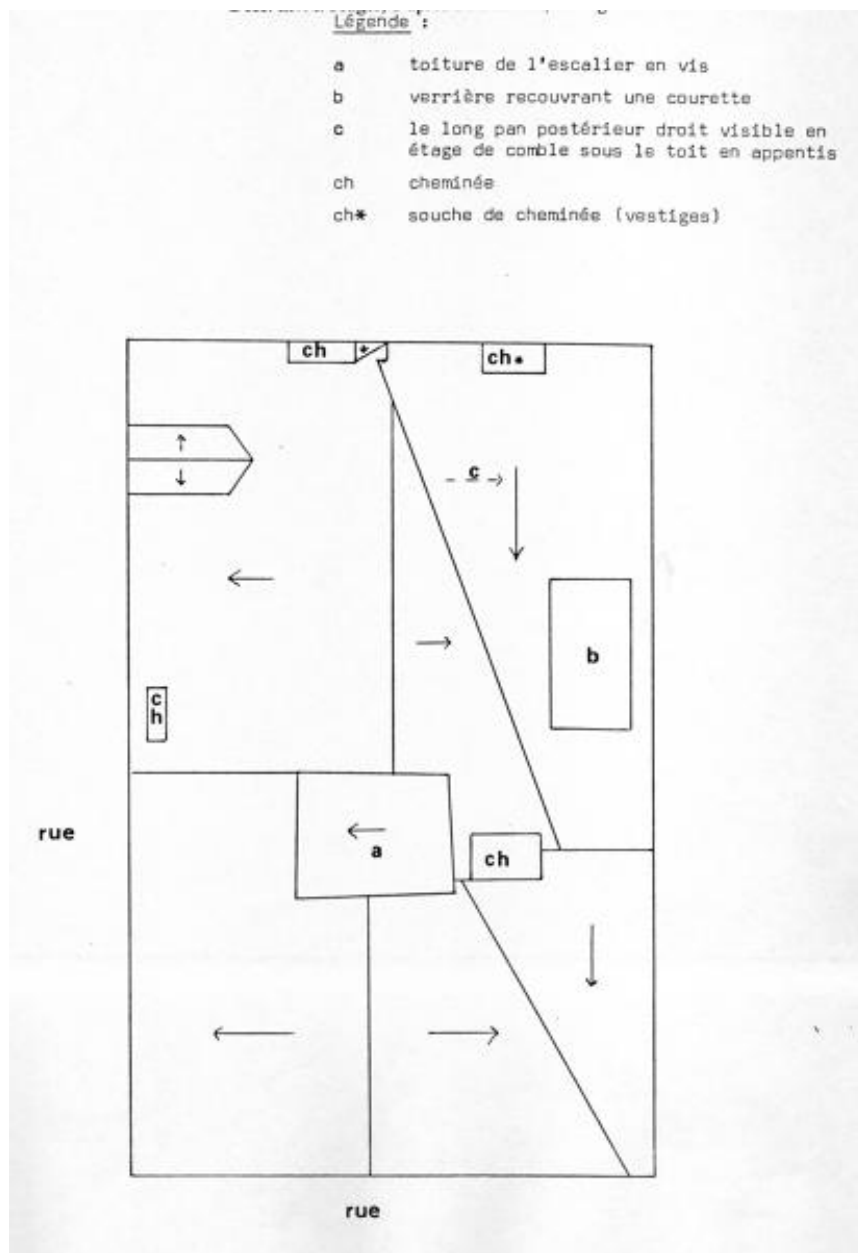 Légende :
a toiture de l'escalier en vis
b verrière recouvrant une courette
c le long pan postérieur droit visible en
étage de comble sous le toit en appentis
ch cheminée
ch* souche de cheminée (vestiges)
ch *
ch*
c
b
c
h
rue
a
ch
rue